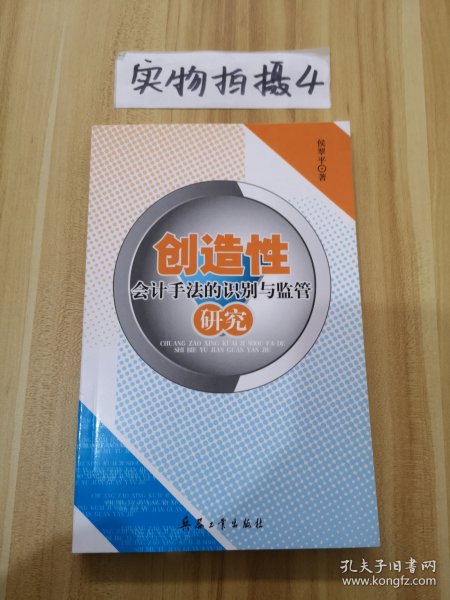 实物拍摄4
侯翠平 著
创造性
会计手法的识别与监管
研究
CHUANG ZAO XING KUAI JI SHOU FA DE
SHI BIE YU JIAN GUAN YAN JIU
兵器工业出版社
孔夫子旧书网
www.kongfz.com